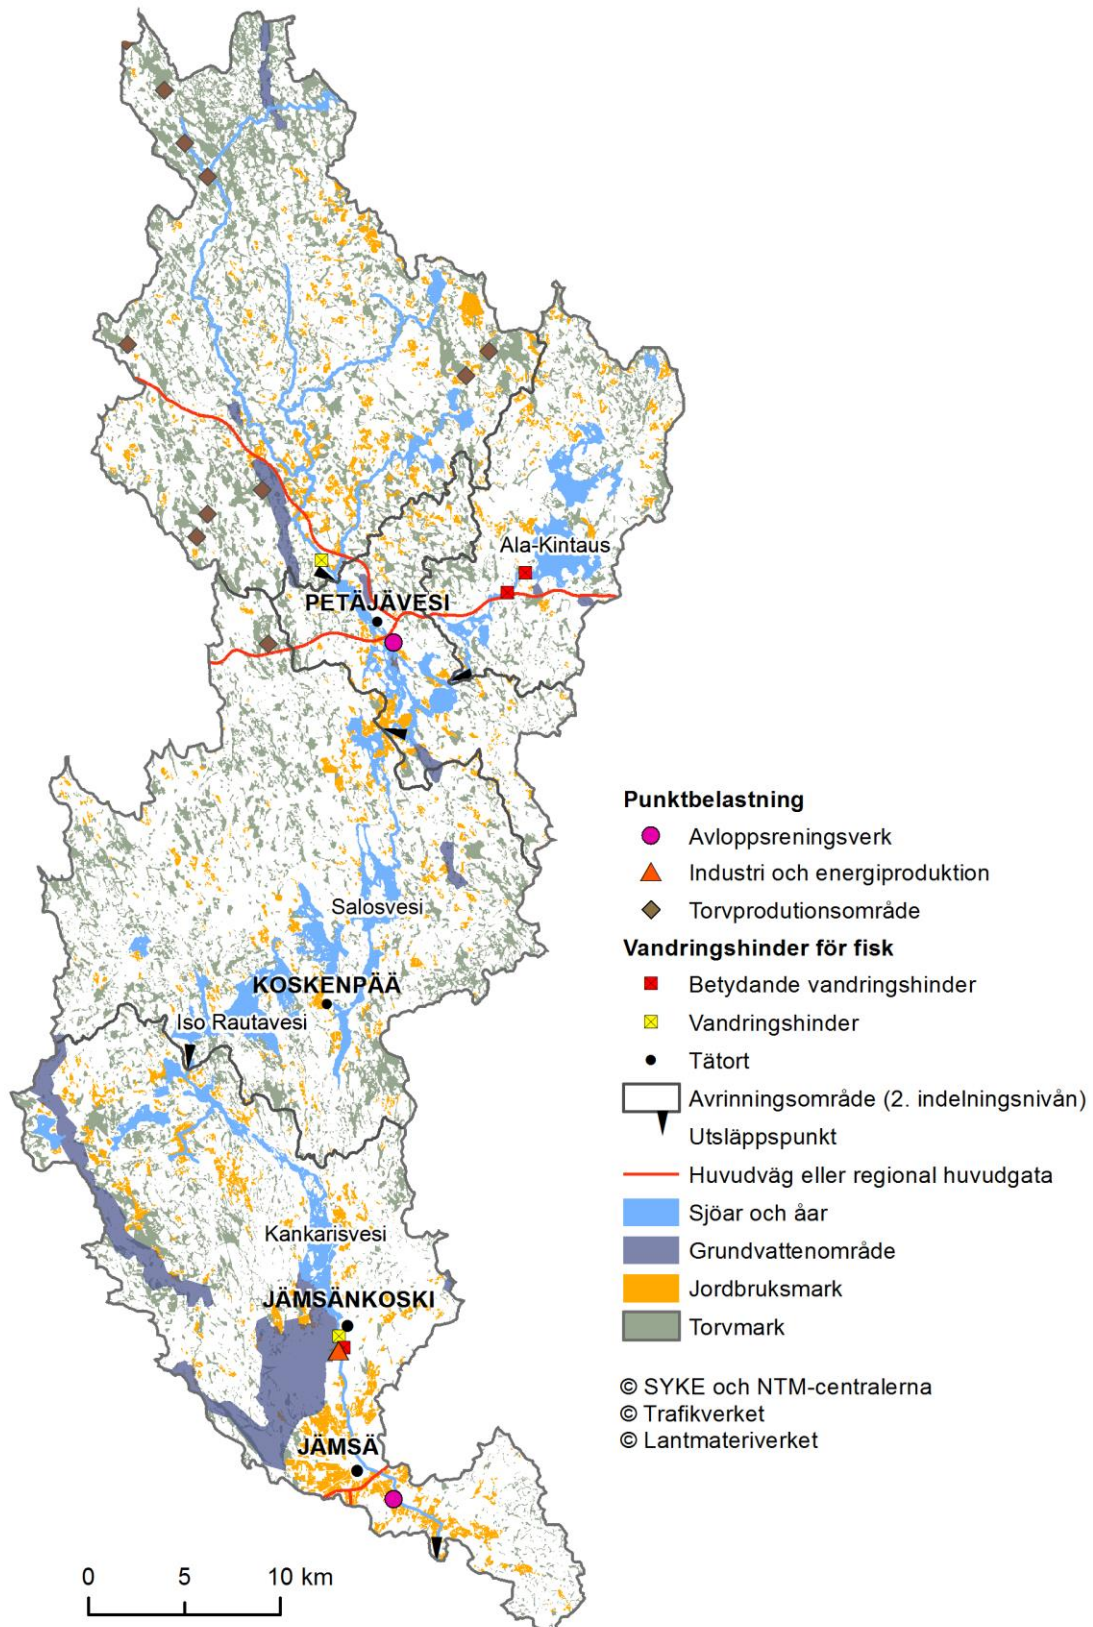 Ala-Kintaus
PETÄJÄVESI
Salosvesi
KOSKENPÄÄ
Iso Rautavesi
Kankarisvesi
JÄMSÄNKOSKI
JÄMSÄ
0 5 10 km
Punktbelastning
Avloppsreningsverk
Industri och energiproduktion
Torvprodutionsområde
Vandringshinder för fisk
Betydande vandringshinder
Vandringshinder
Tätort
Avrinningsområde (2. indelningsnivån)
Utsläppspunkt
Huvudväg eller regional huvudgata
Sjöar och åar
Grundvattenområde
Jordbruksmark
Torvmark
© SYKE och NTM-centralerna
© Trafikverket
© Lantmateriverket